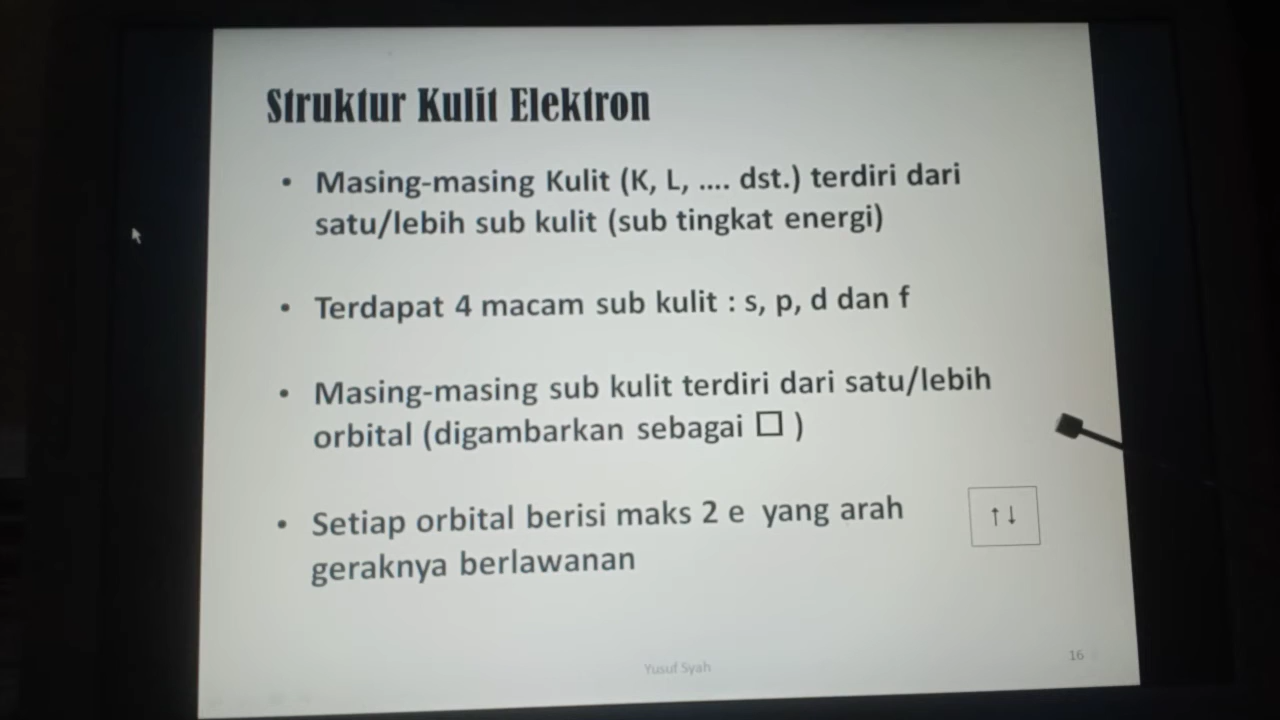 Struktur Kulit Elektron
• Masing-masing Kulit (K, L, .... dst.) terdiri dari
satu/lebih sub kulit (sub tingkat energi)
• Terdapat 4 macam sub kulit : s, p, d dan f
• Masing-masing sub kulit terdiri dari satu/lebih
orbital (digambarkan sebagai □ )
• Setiap orbital berisi maks 2 e yang arah
geraknya berlawanan
↑↓
Yusuf Syah
16